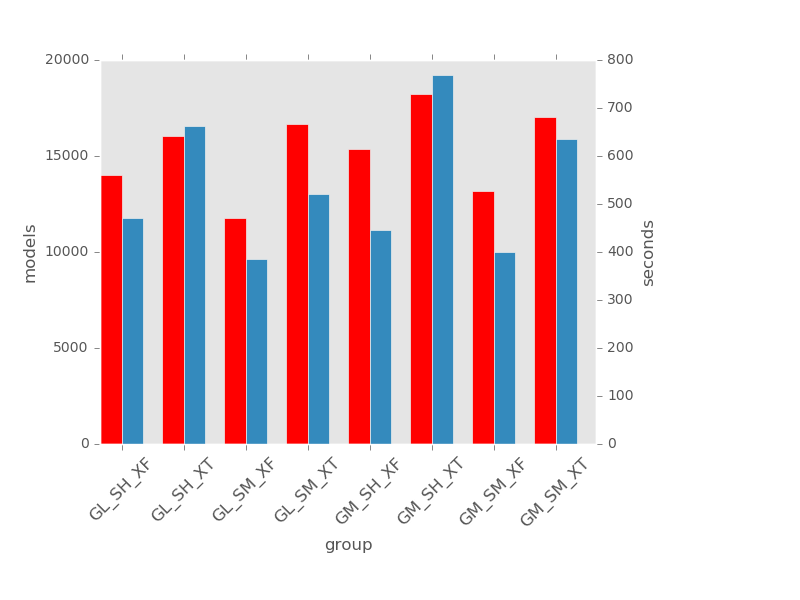 20000
15000
10000
5000
0
models
800
700
600
500
400
300
200
100
0
seconds
GL_SH_XF
GL_SH_XT
GL_SM_XF
GL_SM_XT
GM_SH_XF
GM_SH_XT
GM_SM_XF
GM_SM_XT
group